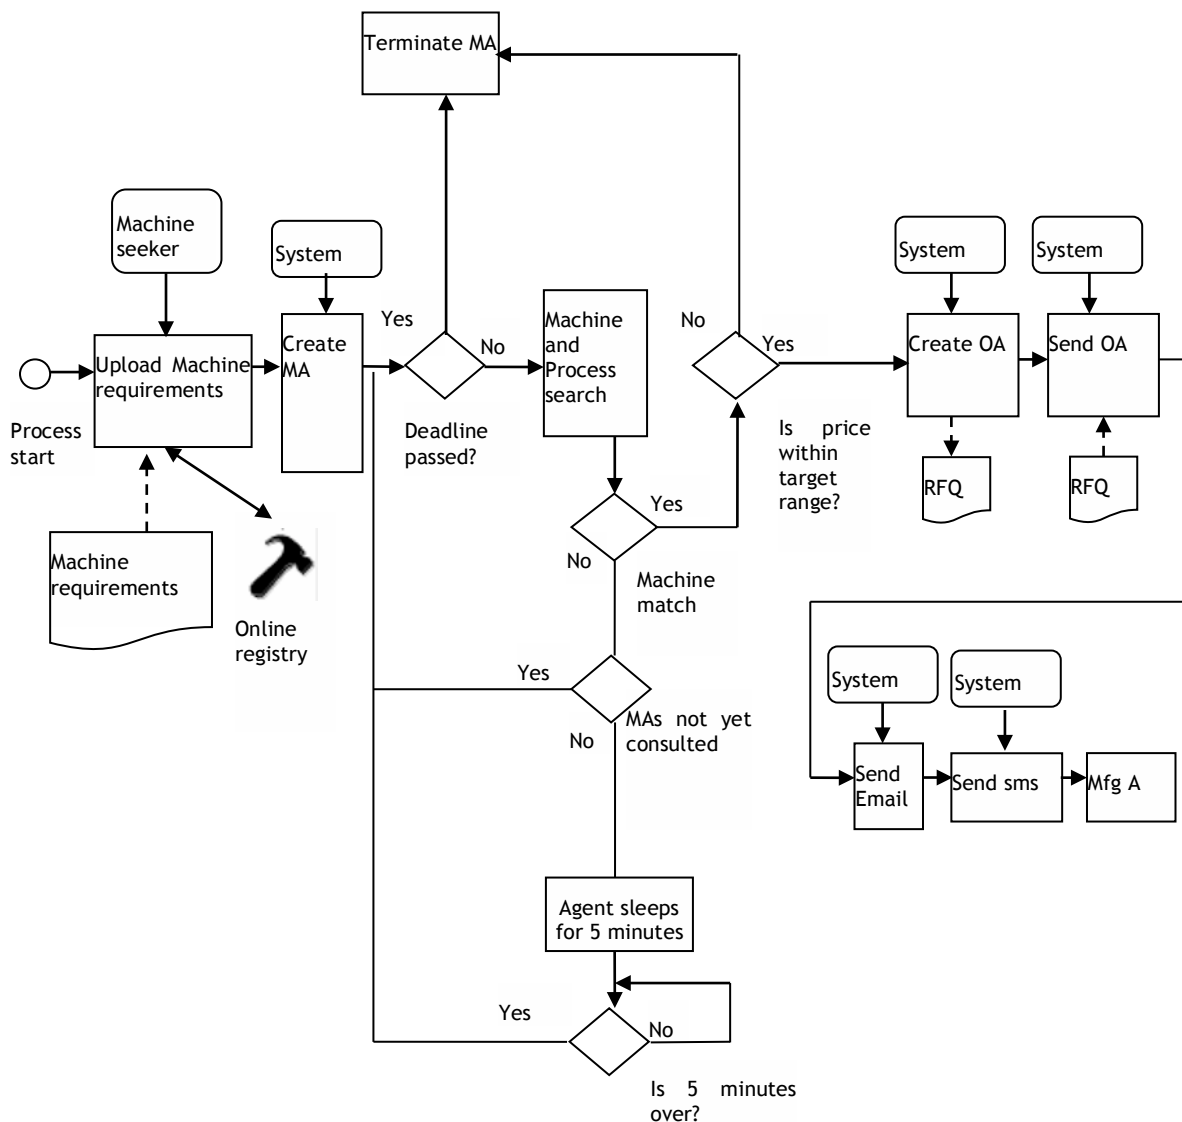 Terminate MA
Machine
seeker
System
System
System
Yes
No
Machine
and
Process
search
No
Yes
Create
MA
Upload Machine
requirements
Create OA
Send OA
Process
start
Deadline
passed?
Is price
within
target
range?
Yes
RFQ
RFQ
No
Machine
requirements
Machine
match
Online
registry
Yes
System
System
MAs not yet
consulted
No
Send
Email
Send sms
Mfg A
Agent sleeps
for 5 minutes
Yes
No
Is 5 minutes
over?